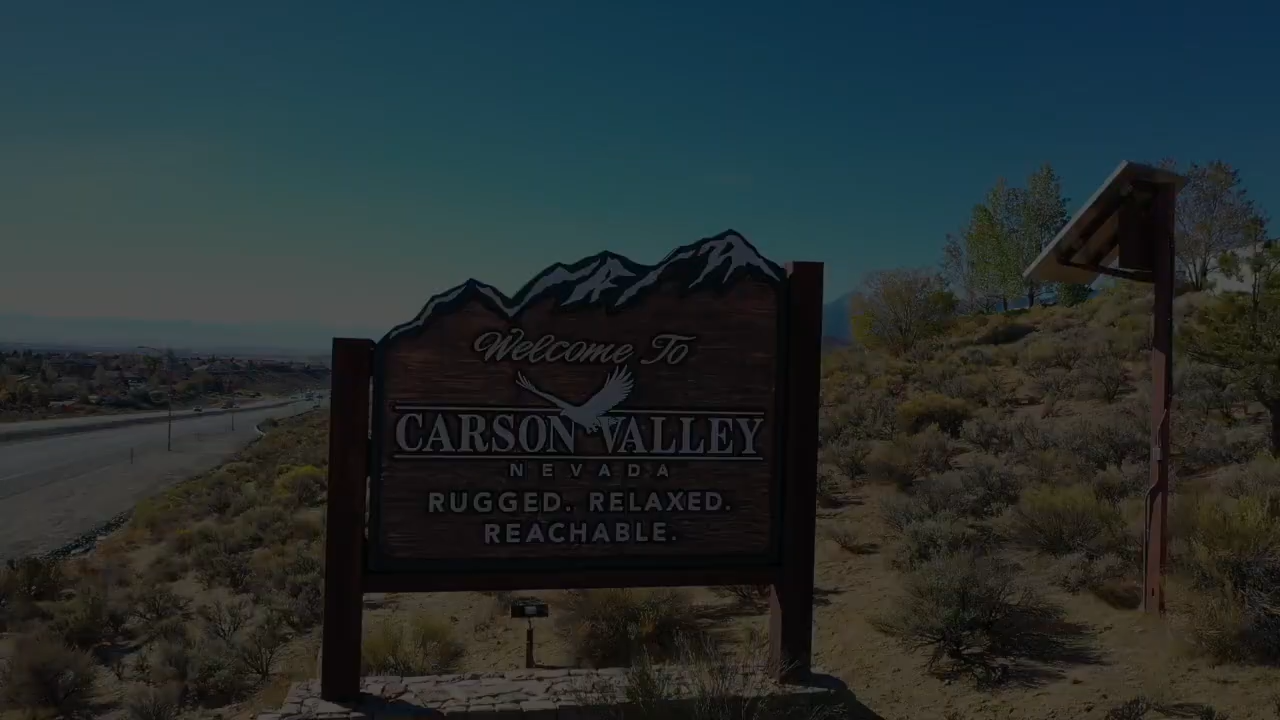 Welcome To
CARSON VALLEY
NEVADA
RUGGED. RELAXED.
REACHABLE.